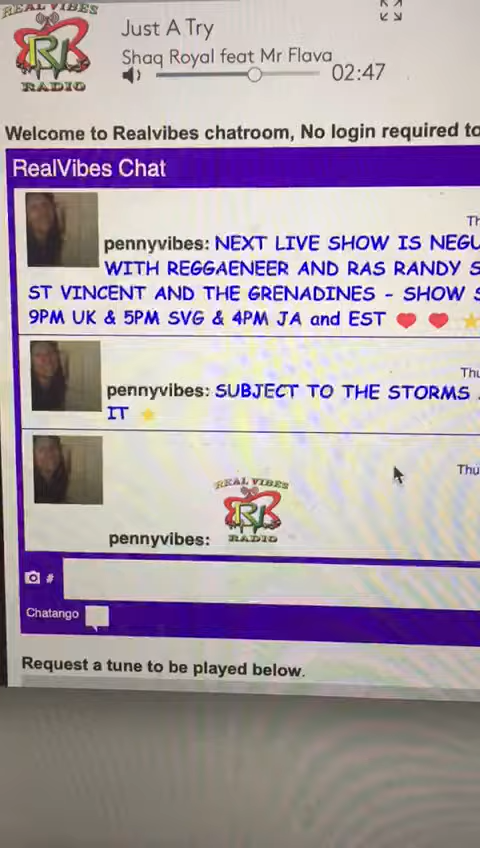 REAL VIBES
RADIO
Just A Try
Shaq Royal feat Mr Flava
02:47
Welcome to Realvibes chatroom, No login required to
RealVibes Chat
pennyvibes: NEXT LIVE SHOW IS
WITH REGGAENEER AND RAS RANDY
ST VINCENT AND THE GRENADINES - SHOW
9PM UK & 5PM SVG & 4PM JA and EST ❤️ ❤️ ⭐
Thu
pennyvibes: SUBJECT TO THE STORMS
IT ⭐
Thu
REAL VIBES
RADIO
pennyvibes:
#
Chatango
Request a tune to be played below.